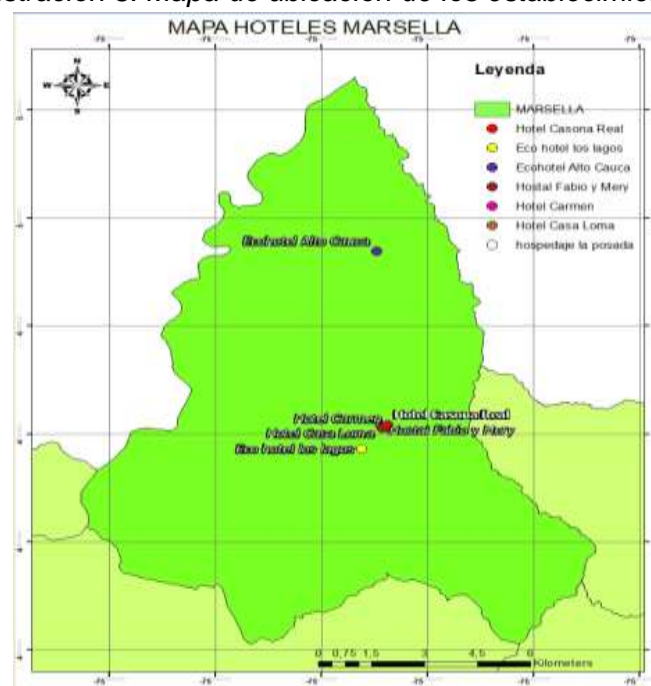 MAPA HOTELES MARSELLA
N
W E
S
Leyenda
MARSELLA
Hotel Casona Real
Eco hotel los lagos
Ecohotel Alto Cauca
Hostal Fabio y Mery
Hotel Carmen
Hotel Casa Loma
hospedaje la posada
Ecohotel Alto Cauca
Hotel Carmen Hotel Casona Real
Hotel Casa Loma Hostal Fabio y Mery
Eco hotel los lagos
0 0,75 1,5 3 4,5 6
Kilometers